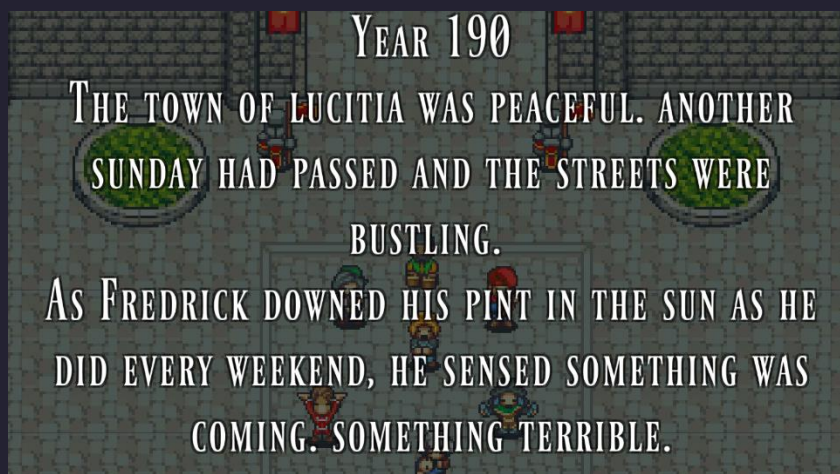 Year 190
The town of lucitia was peaceful. another
sunday had passed and the streets were
bustling.
As Fredrick downed his pint in the sun as he
did every weekend, he sensed something was
coming. something terrible.